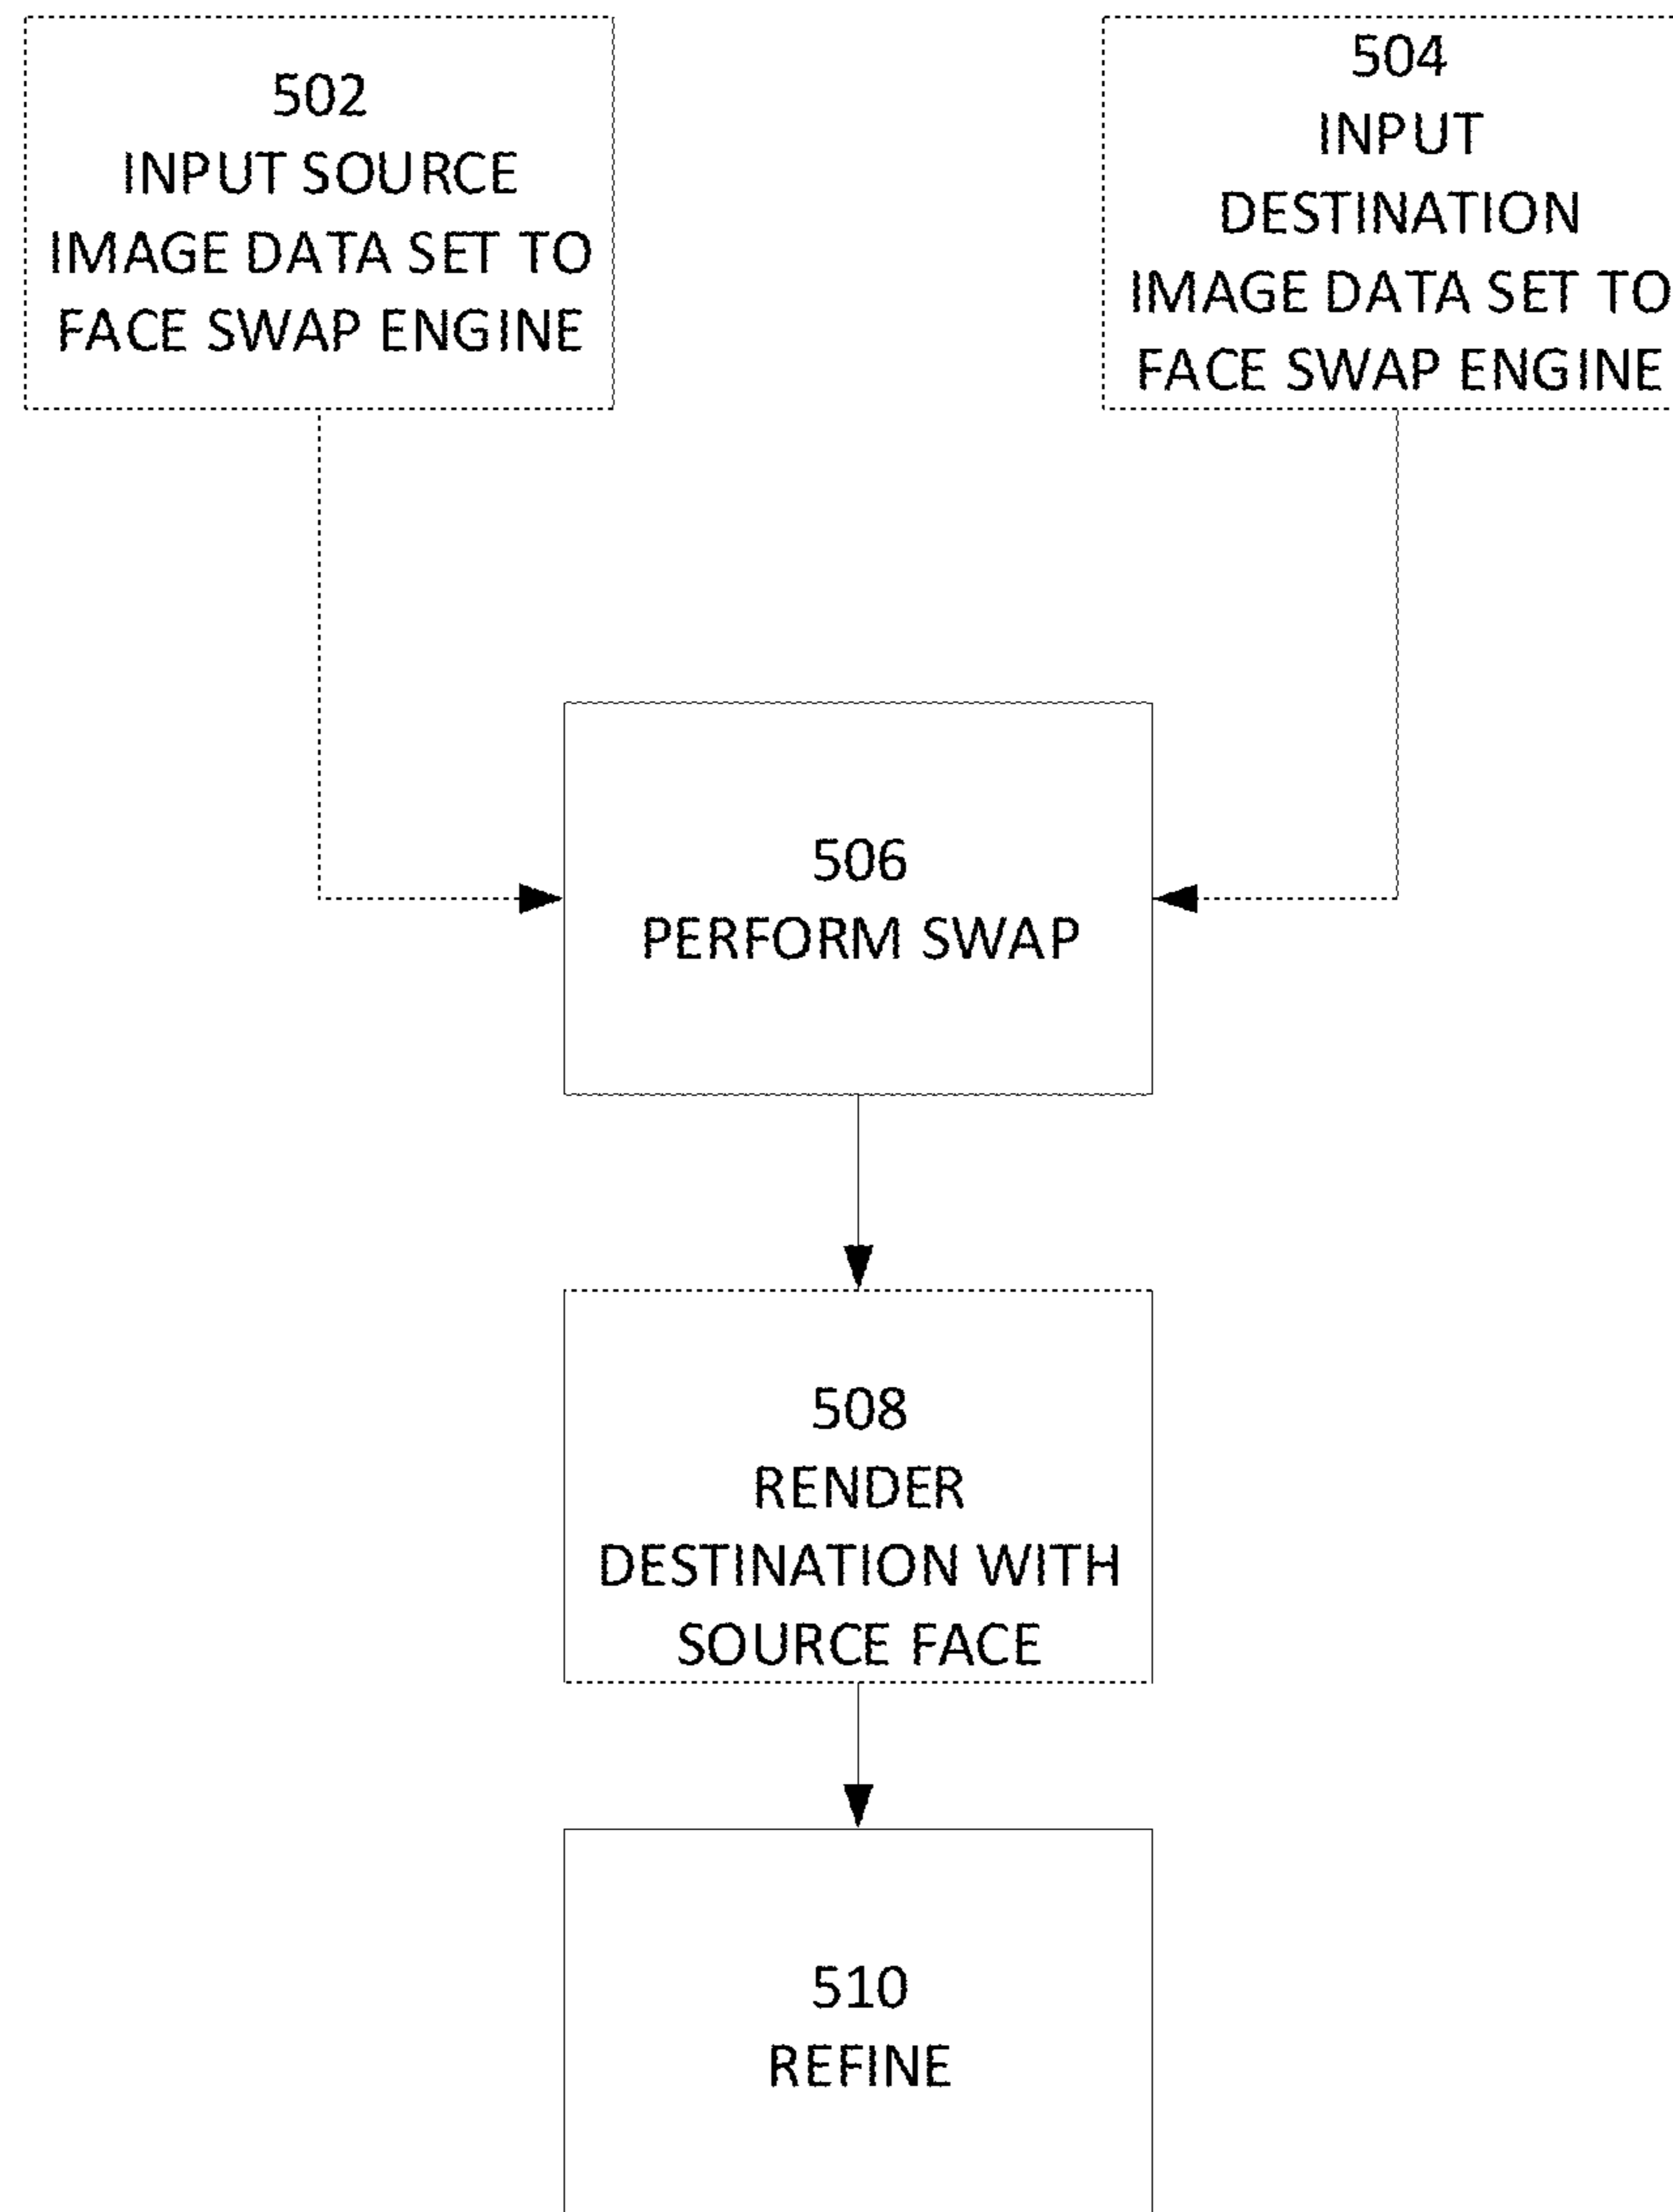 502
INPUT SOURCE
IMAGE DATA SET TO
FACE SWAP ENGINE
504
INPUT
DESTINATION
IMAGE DATA SET TO
FACE SWAP ENGINE
506
PERFORM SWAP
508
RENDER
DESTINATION WITH
SOURCE FACE
510
REFINE